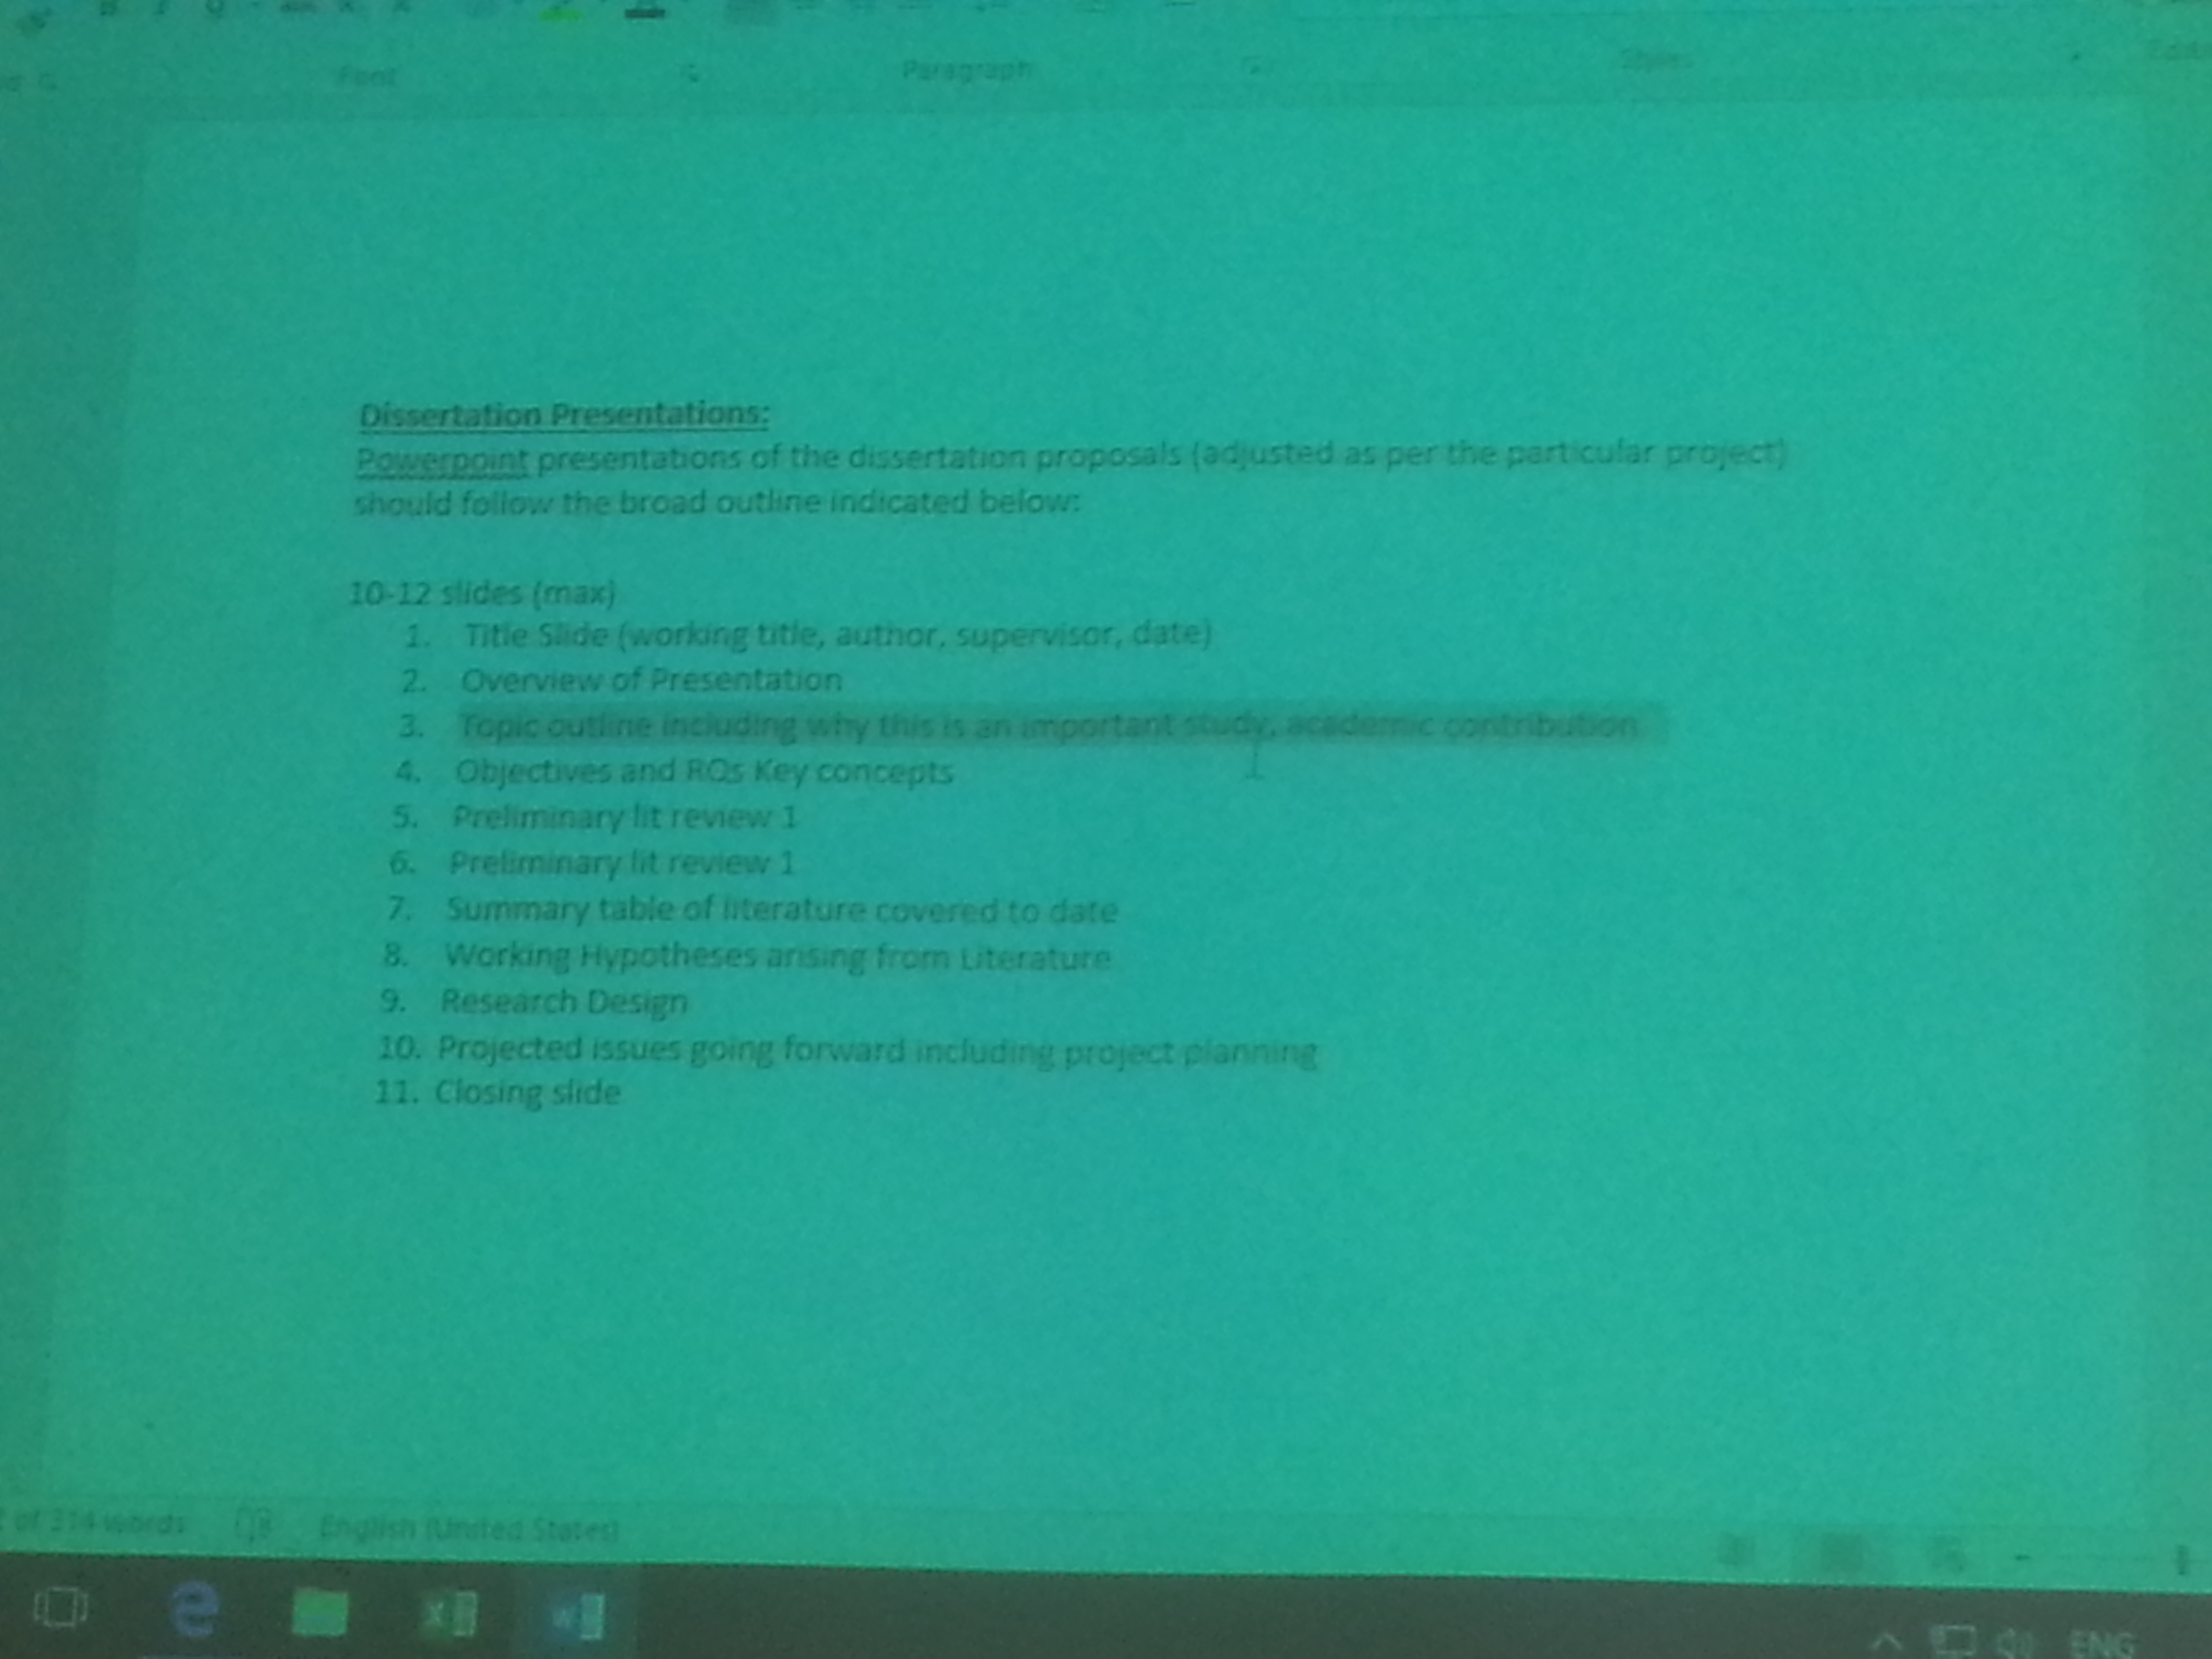 Font Paragraph Styles
Dissertation Presentations:
Powerpoint presentations of the dissertation proposals (adjusted as per the particular project)
should follow the broad outline indicated below:
10-12 slides (max)
1. Title Slide (working title, author, supervisor, date)
2. Overview of Presentation
3. Topic outline including why this is an important study, academic contribution
4. Objectives and RQs Key concepts
5. Preliminary lit review 1
6. Preliminary lit review 1
7. Summary table of literature covered to date
8. Working Hypotheses arising from Literature
9. Research Design
10. Projected issues going forward including project planning
11. Closing slide
of 314 words English (United States)
ENG